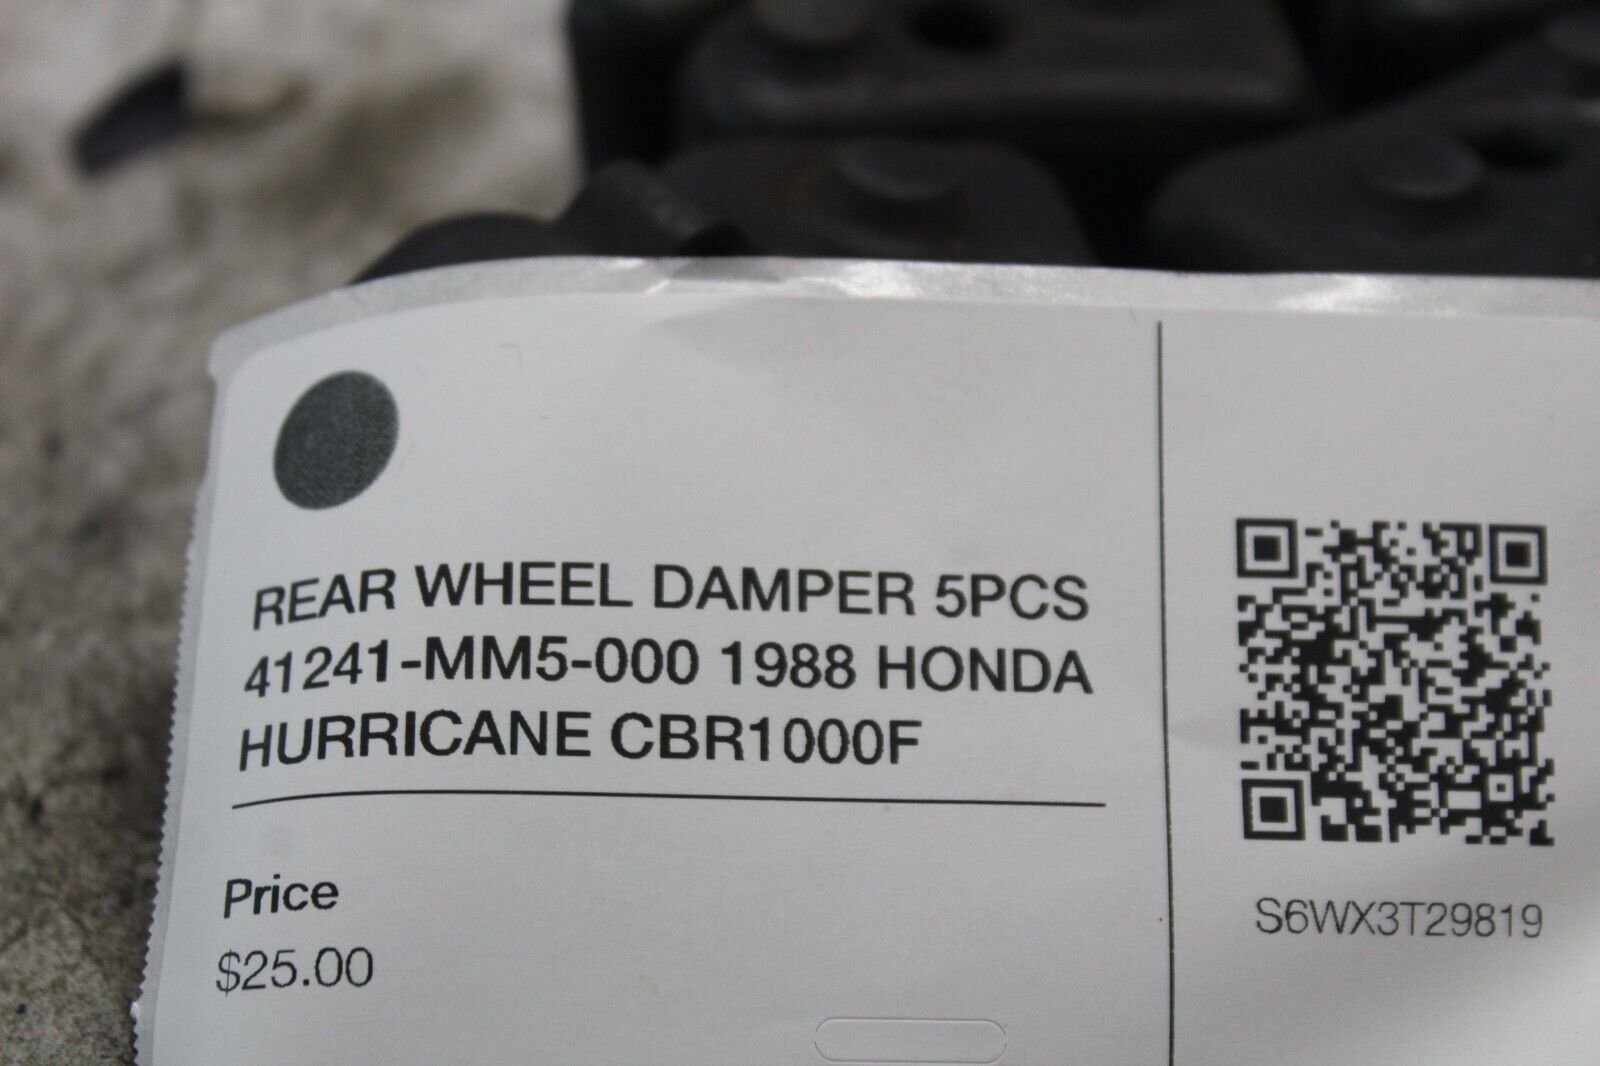 REAR WHEEL DAMPER 5PCS
41241-MM5-000 1988 HONDA
HURRICANE CBR1000F
Price
$25.00
S6WX3T29819